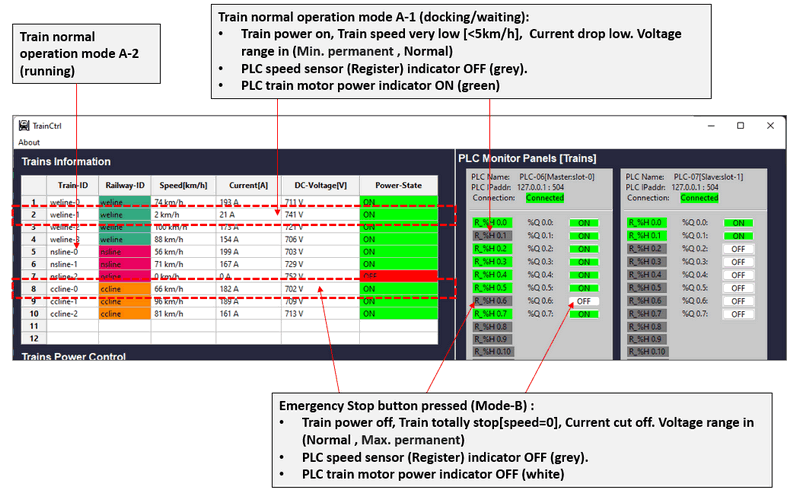 Train normal operation mode A-1 (docking/waiting):
• Train power on, Train speed very low [<5km/h], Current drop low. Voltage
range in (Min. permanent , Normal)
• PLC speed sensor (Register) indicator OFF (grey).
• PLC train motor power indicator ON (green)
Train normal
operation mode A-2
(running)
TrainCtrl
About
Trains Information
Train-ID Railway-ID Speed[km/h] Current[A] DC-Voltage[V] Power-State
1 weline-0 weline 74 km/h 193 A 711 V ON
2 weline-1 weline 2 km/h 21 A 741 V ON
3 weline-2 weline 100 km/h 173 A 721 V ON
4 weline-3 weline 88 km/h 154 A 706 V ON
5 nsline-0 nsline 56 km/h 199 A 703 V ON
6 nsline-1 nsline 71 km/h 167 A 729 V ON
7 nsline-2 nsline 0 km/h 0 A 752 V OFF
8 ccline-0 ccline 66 km/h 182 A 702 V ON
9 ccline-1 ccline 96 km/h 189 A 709 V ON
10 ccline-2 ccline 81 km/h 161 A 713 V ON
11
12
Trains Power Control
PLC Monitor Panels [Trains]
PLC Name: PLC-06[Master:slot-0]
PLC IPaddr: 127.0.0.1 : 504
Connection: Connected
R_%H 0.0 %Q 0.0: ON
R_%H 0.1 %Q 0.1: ON
R_%H 0.2 %Q 0.2: ON
R_%H 0.3 %Q 0.3: ON
R_%H 0.4 %Q 0.4: ON
R_%H 0.5 %Q 0.5: ON
R_%H 0.6 %Q 0.6: OFF
R_%H 0.7 %Q 0.7: ON
R_%H 0.8
R_%H 0.9
R_%H 0.10
PLC Name: PLC-07[Slave:slot-1]
PLC IPaddr: 127.0.0.1 : 504
Connection: Connected
R_%H 0.0 %Q 0.0: ON
R_%H 0.1 %Q 0.1: ON
R_%H 0.2 %Q 0.2: OFF
R_%H 0.3 %Q 0.3: OFF
R_%H 0.4 %Q 0.4: OFF
R_%H 0.5 %Q 0.5: OFF
R_%H 0.6 %Q 0.6: OFF
R_%H 0.7 %Q 0.7: OFF
R_%H 0.8
R_%H 0.9
R_%H 0.10
Emergency Stop button pressed (Mode-B) :
• Train power off, Train totally stop[speed=0], Current cut off. Voltage range in
(Normal , Max. permanent)
• PLC speed sensor (Register) indicator OFF (grey).
• PLC train motor power indicator OFF (white)